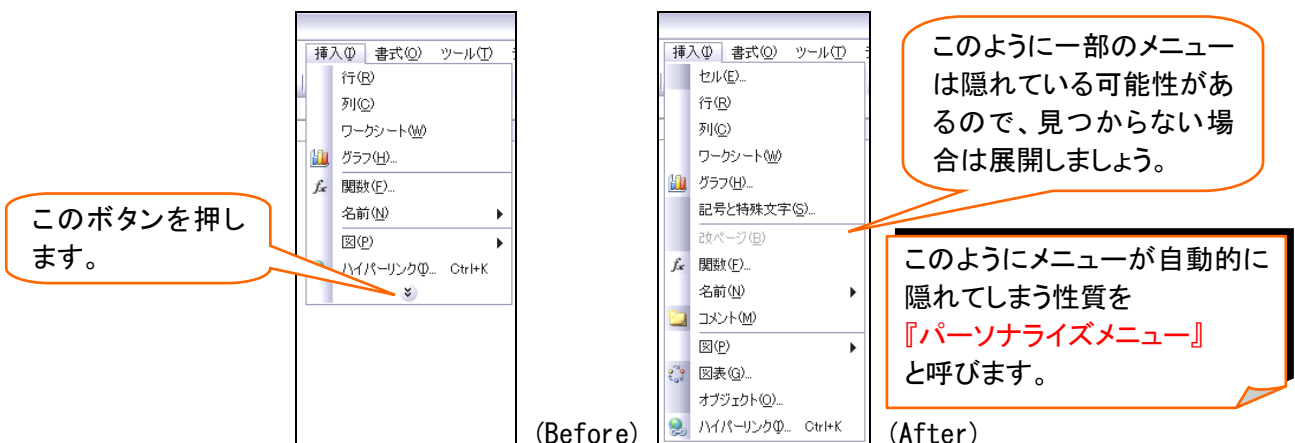 このボタンを押し
ます。
挿入(I) 書式(O) ツール(T)
行(R)
列(C)
ワークシート(W)
グラフ(H)...
関数(F)...
名前(N)
図(P)
ハイパーリンク(I)... Ctrl+K
(Before)
挿入(I) 書式(O) ツール(T)
セル(E)...
行(R)
列(C)
ワークシート(W)
グラフ(H)...
記号と特殊文字(S)...
改ページ(B)
関数(F)...
名前(N)
コメント(M)
図(P)
図表(G)...
オブジェクト(O)...
ハイパーリンク(I)... Ctrl+K
(After)
このように一部のメニュー
は隠れている可能性があ
るので、見つからない場
合は展開しましょう。
このようにメニューが自動的に
隠れてしまう性質を
『パーソナライズメニュー』
と呼びます。